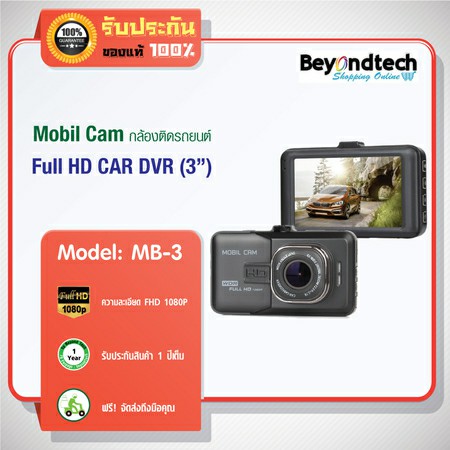 100%
GUARANTEE
รับประกัน
ของแท้ 100%
Beyondtech
Shopping Online
Mobil Cam กล้องติดรถยนต์
Full HD CAR DVR (3”)
Model: MB-3
Full HD
1080p
ความละเอียด FHD 1080P
1
Year
รับประกันสินค้า 1 ปีเต็ม
ฟรี! จัดส่งถึงมือคุณ
MOBIL CAM
HD
WDR
FULL HD 1080P